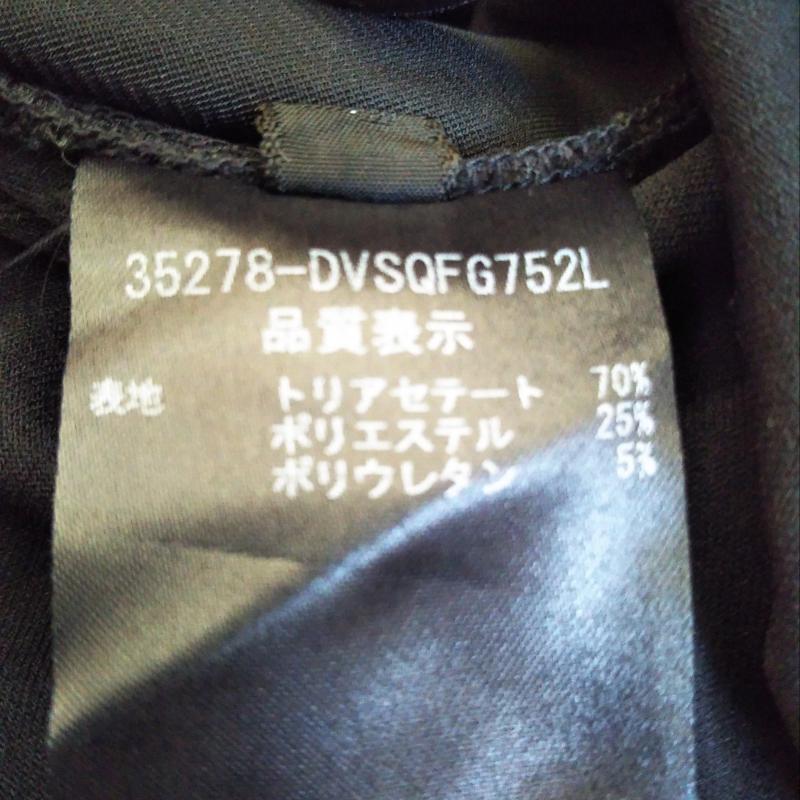 35278-DVSQFG752L
品質表示
表地 トリアセテート 70%
ポリエステル 25%
ポリウレタン 5%